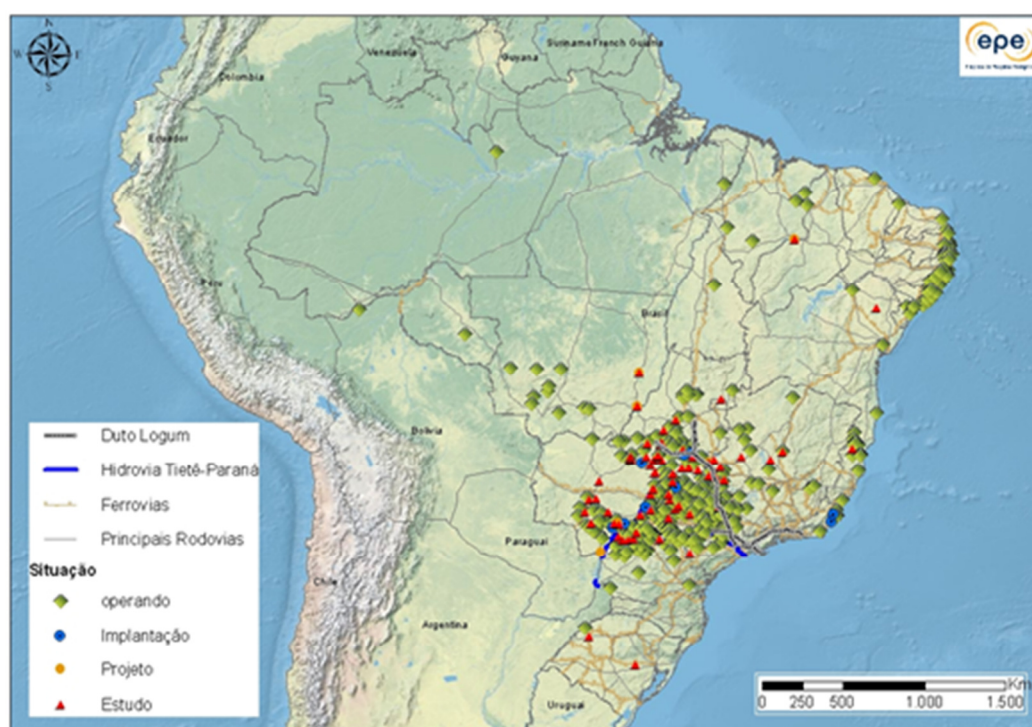 N
W
E
S
epe
Venezuela
Suriname French Guiana
Guyana
Colombia
Ecuador
Peru
Brasil
Bolivia
Paraguai
Chile
Argentina
Uruguai
Duto Logum
Hidrovia Tietê-Paraná
Ferrovias
Principais Rodovias
Situação
operando
Implantação
Projeto
Estudo
Km
0 250 500 1.000 1.500